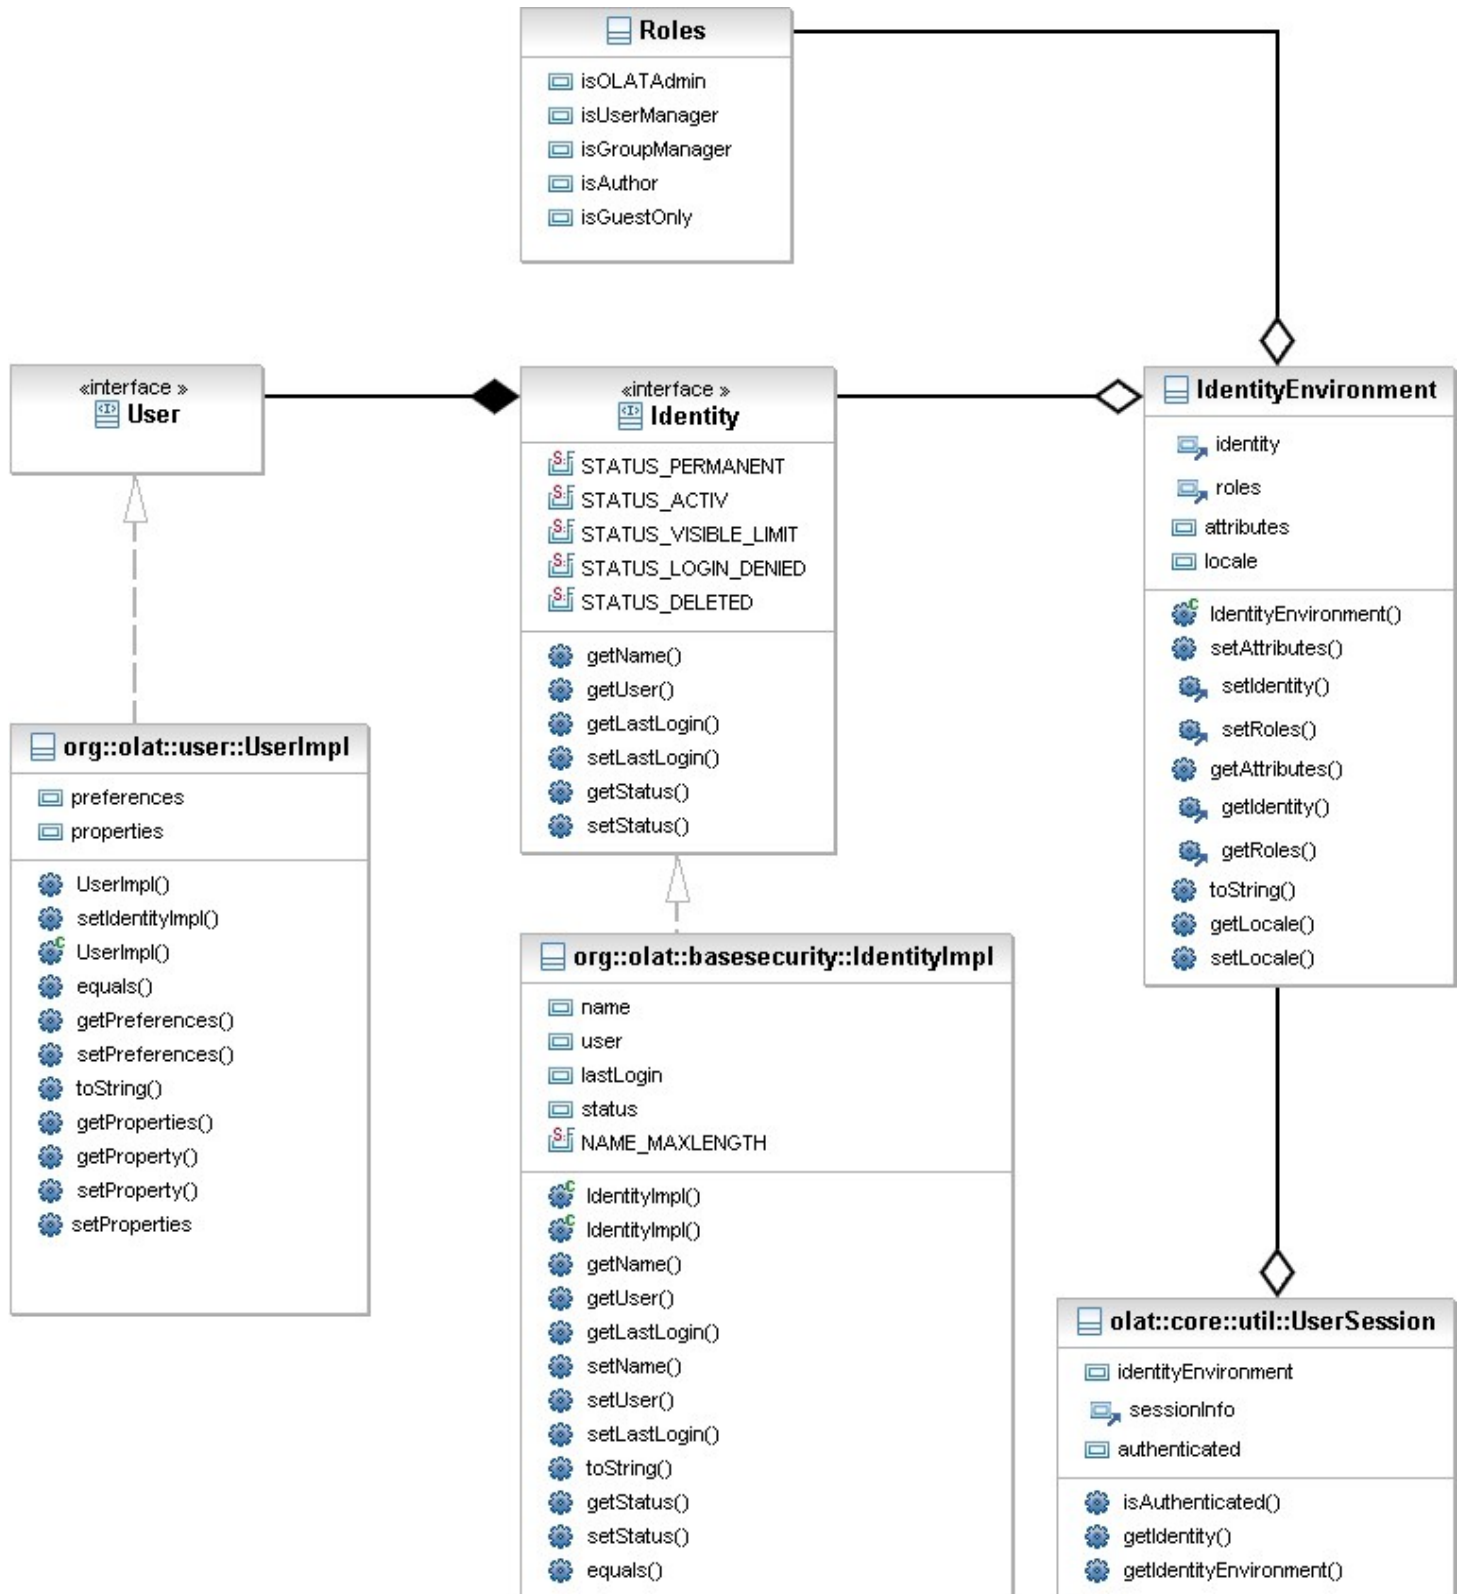 Roles
isOLATAdmin
isUserManager
isGroupManager
isAuthor
isGuestOnly
«interface »
User
«interface »
Identity
STATUS_PERMANENT
STATUS_ACTIV
STATUS_VISIBLE_LIMIT
STATUS_LOGIN_DENIED
STATUS_DELETED
getName()
getUser()
getLastLogin()
setLastLogin()
getStatus()
setStatus()
IdentityEnvironment
identity
roles
attributes
locale
IdentityEnvironment()
setAttributes()
setIdentity()
setRoles()
getAttributes()
getIdentity()
getRoles()
toString()
getLocale()
setLocale()
org::olat::user::UserImpl
preferences
properties
UserImpl()
setIdentityImpl()
UserImpl()
equals()
getPreferences()
setPreferences()
toString()
getProperties()
getProperty()
setProperty()
setProperties
org::olat::basesecurity::IdentityImpl
name
user
lastLogin
status
NAME_MAXLENGTH
IdentityImpl()
IdentityImpl()
getName()
getUser()
getLastLogin()
setName()
setUser()
setLastLogin()
toString()
getStatus()
setStatus()
equals()
olat::core::util::UserSession
identityEnvironment
sessionInfo
authenticated
isAuthenticated()
getIdentity()
getIdentityEnvironment()